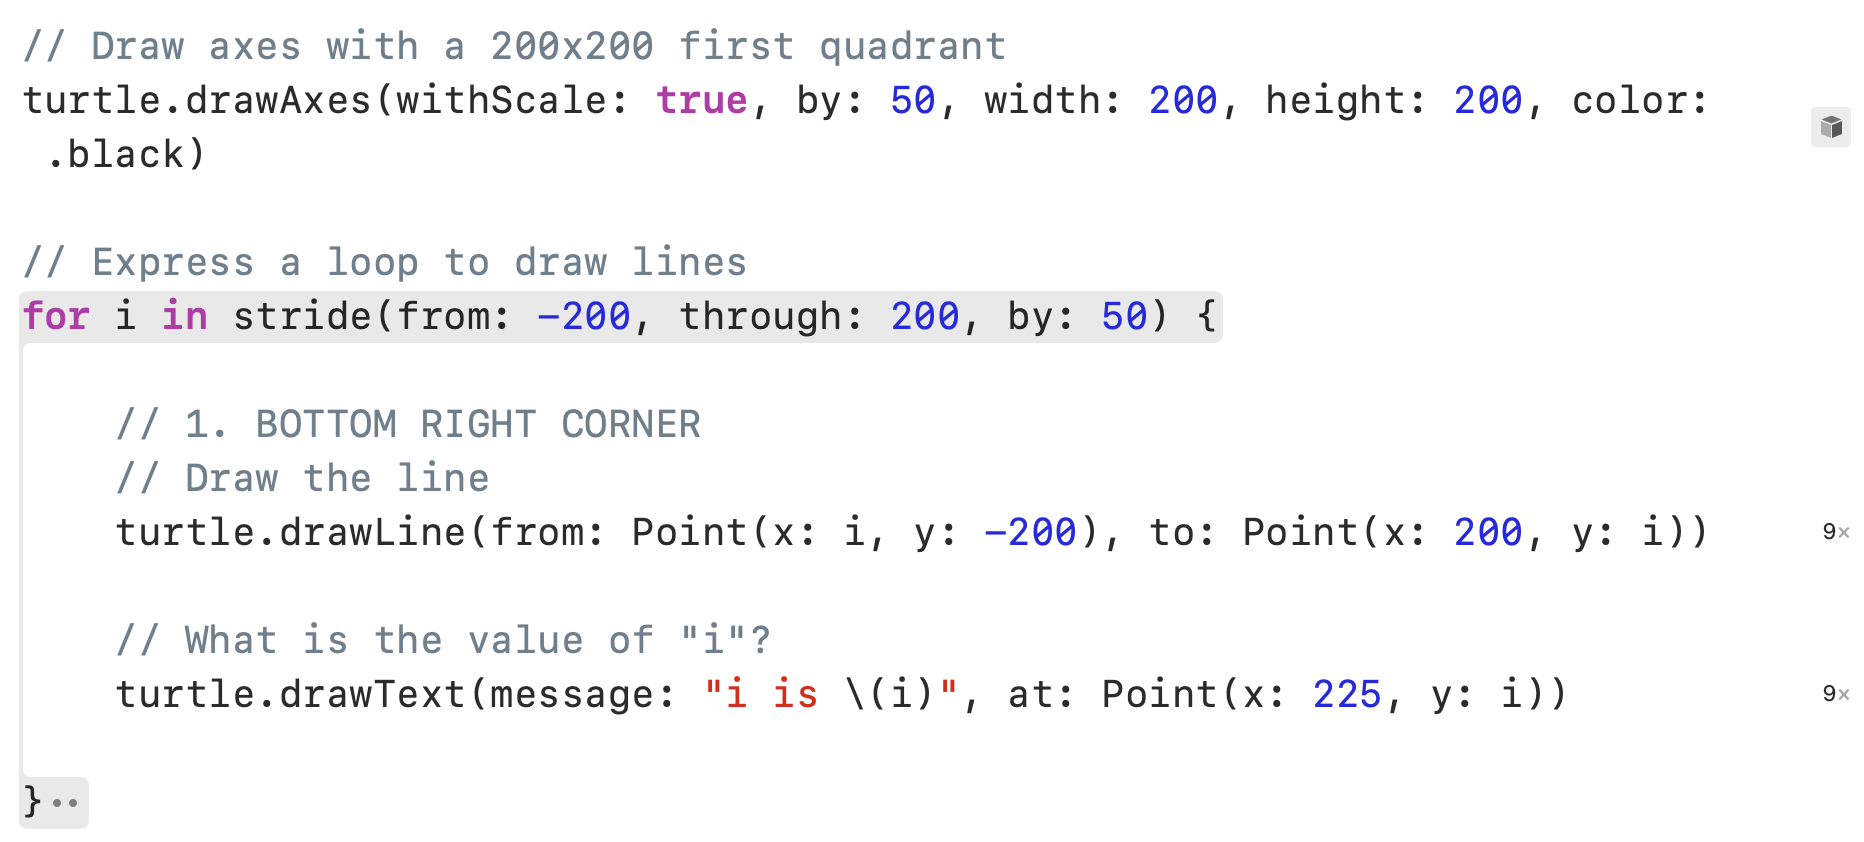 // Draw axes with a 200x200 first quadrant
turtle.drawAxes(withScale: true, by: 50, width: 200, height: 200, color:
.black)
// Express a loop to draw lines
for i in stride(from: -200, through: 200, by: 50) {
// 1. BOTTOM RIGHT CORNER
// Draw the line
turtle.drawLine(from: Point(x: i, y: -200), to: Point(x: 200, y: i))
9×
// What is the value of "i"?
turtle.drawText(message: "i is \(i)", at: Point(x: 225, y: i))
9×
}